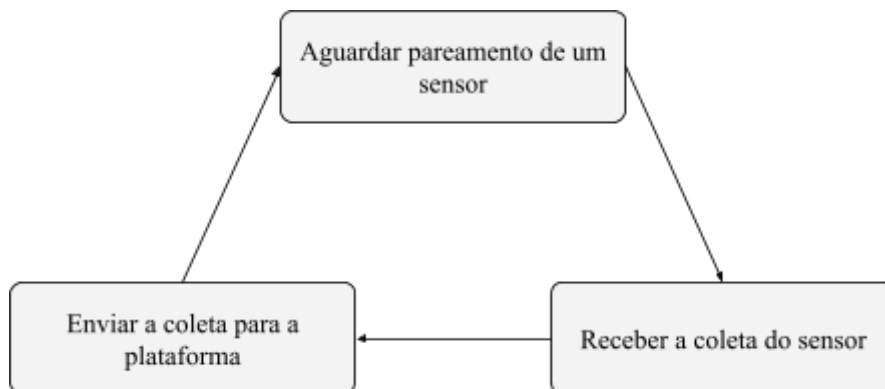 Aguardar pareamento de um
sensor
Enviar a coleta para a
plataforma
Receber a coleta do sensor